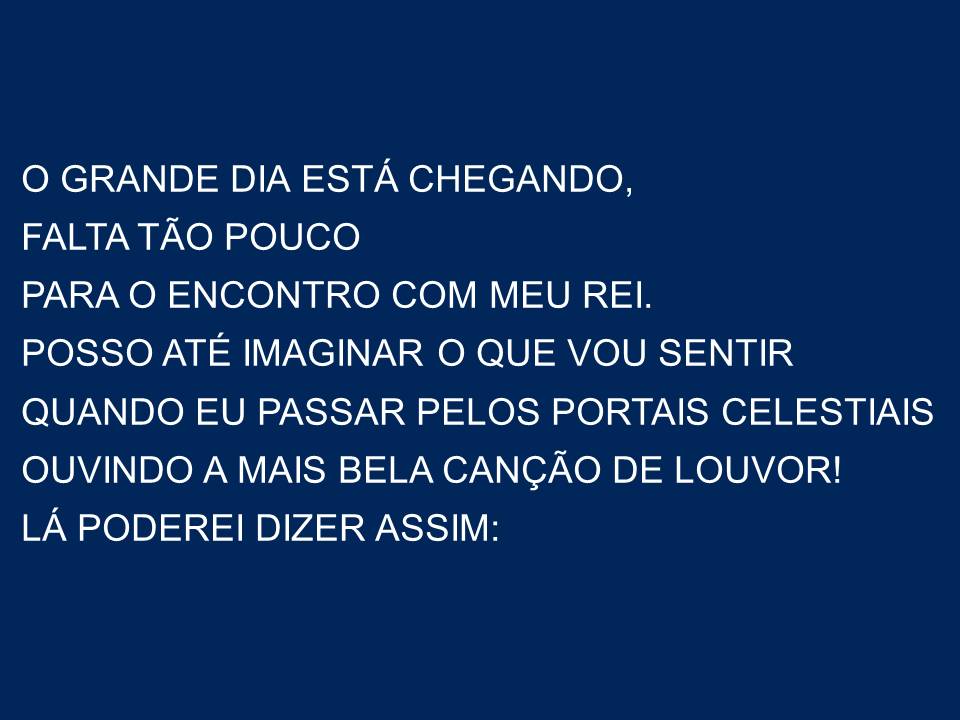 O GRANDE DIA ESTÁ CHEGANDO,
FALTA TÃO POUCO
PARA O ENCONTRO COM MEU REI.
POSSO ATÉ IMAGINAR O QUE VOU SENTIR
QUANDO EU PASSAR PELOS PORTAIS CELESTIAIS
OUVINDO A MAIS BELA CANÇÃO DE LOUVOR!
LÁ PODEREI DIZER ASSIM: